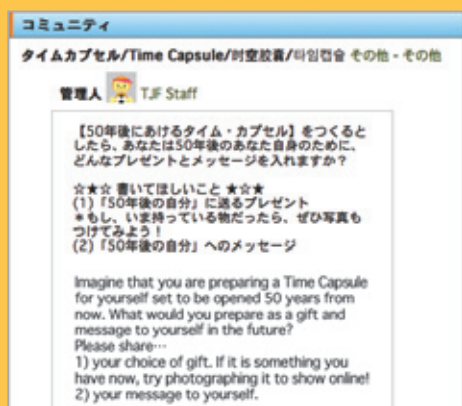 コミュニティ
タイムカプセル/Time Capsule/时空胶囊/타임캡슐 その他 - その他
管理人 TJF Staff
【50年後にあけるタイム・カプセル】をつくると
したら、あなたは50年後のあなた自身のために、
どんなプレゼントとメッセージを入れますか？
☆★☆ 書いてほしいこと ★☆★
(1)「50年後の自分」に送るプレゼント
＊もし、いま持っている物だったら、ぜひ写真も
つけてみよう！
(2)「50年後の自分」へのメッセージ
Imagine that you are preparing a Time Capsule
for yourself set to be opened 50 years from
now. What would you prepare as a gift and
message to yourself in the future?
Please share…
1) your choice of gift. If it is something you
have now, try photographing it to show online!
2) your message to yourself.